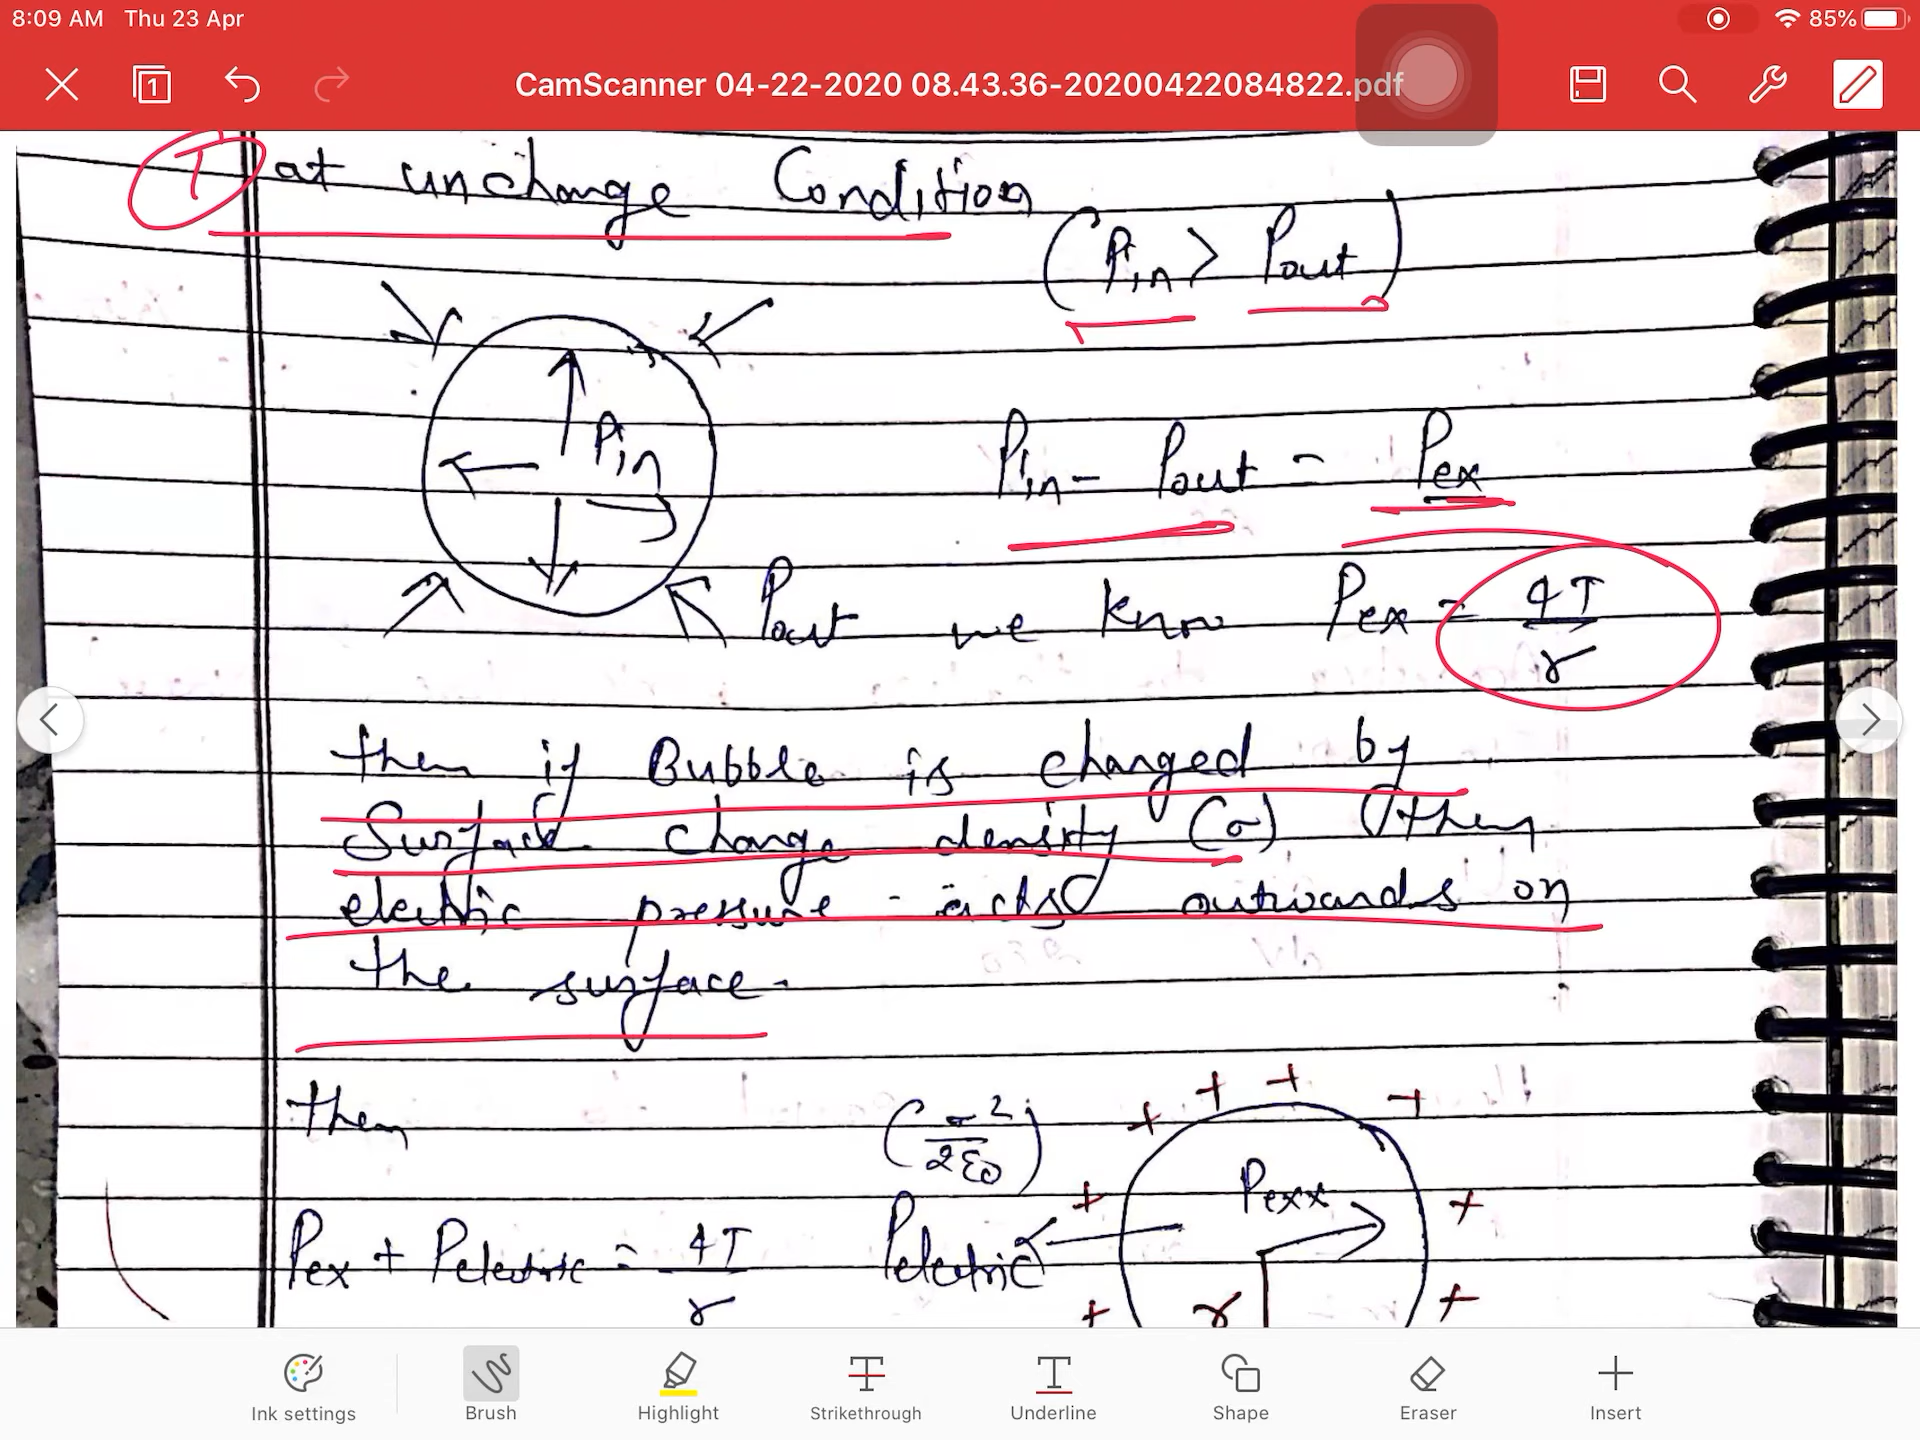 8:09 AM Thu 23 Apr
85%
1
CamScanner 04-22-2020 08.43.36-20200422084822.pdf
I at uncharge Condition
(Pin > Pout)
Pin
Pin - Pout = Pex
Pout we know Pex = 4T/r
then if Bubble is charged by
Surface charge density (σ) then
electric pressure acts outwards on
the surface.
then (σ²/2ε0)
Pexx
Pex + Pelectric = 4T/r Pelectric
r
Ink settings Brush Highlight Strikethrough Underline Shape Eraser Insert